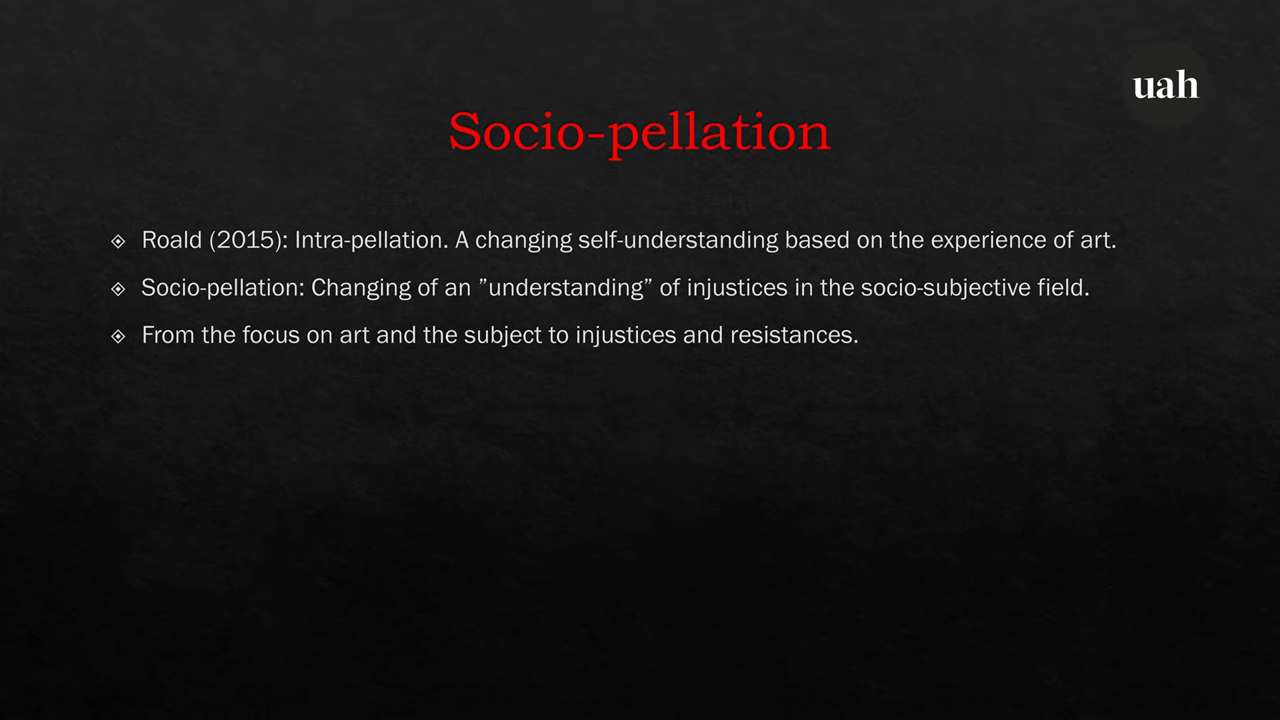 uah
Socio-pellation
Roald (2015): Intra-pellation. A changing self-understanding based on the experience of art.
Socio-pellation: Changing of an ”understanding” of injustices in the socio-subjective field.
From the focus on art and the subject to injustices and resistances.